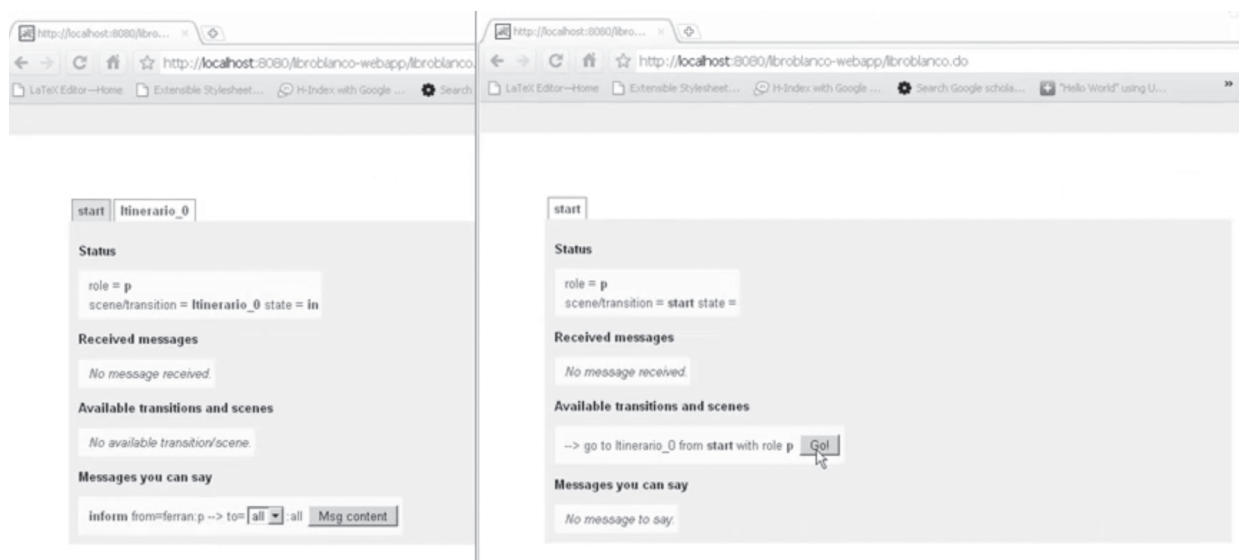 http://localhost:8080/libro...
http://localhost:8080/libroblanco-webapp/libroblanco.
LaTeX Editor—Home Extensible Stylesheet... H-Index with Google ... Search
start Itinerario_0
Status
role = p
scene/transition = Itinerario_0 state = in
Received messages
No message received.
Available transitions and scenes
No available transition/scene.
Messages you can say
inform from=ferran:p --> to= all :all Msg content
http://localhost:8080/libro...
http://localhost:8080/libroblanco-webapp/libroblanco.do
LaTeX Editor—Home Extensible Stylesheet... H-Index with Google ... Search Google schola... "Hello World" using U... »
start
Status
role = p
scene/transition = start state =
Received messages
No message received.
Available transitions and scenes
--> go to Itinerario_0 from start with role p Go!
Messages you can say
No message to say.